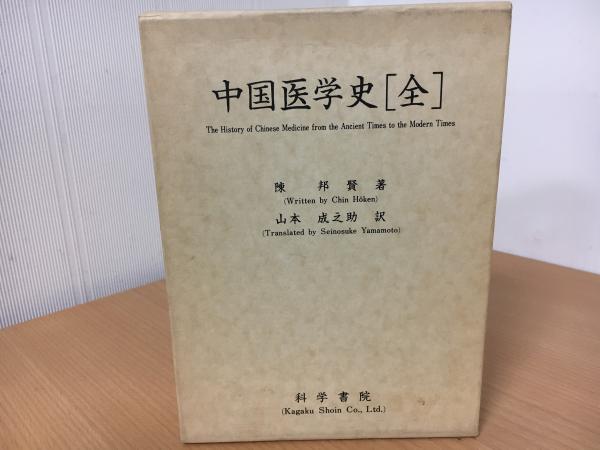 中国医学史[全]
The History of Chinese Medicine from the Ancient Times to the Modern Times
陳 邦 賢 著
(Written by Chin Hōken)
山本 成之助 訳
(Translated by Seinosuke Yamamoto)
科学書院
(Kagaku Shoin Co., Ltd.)